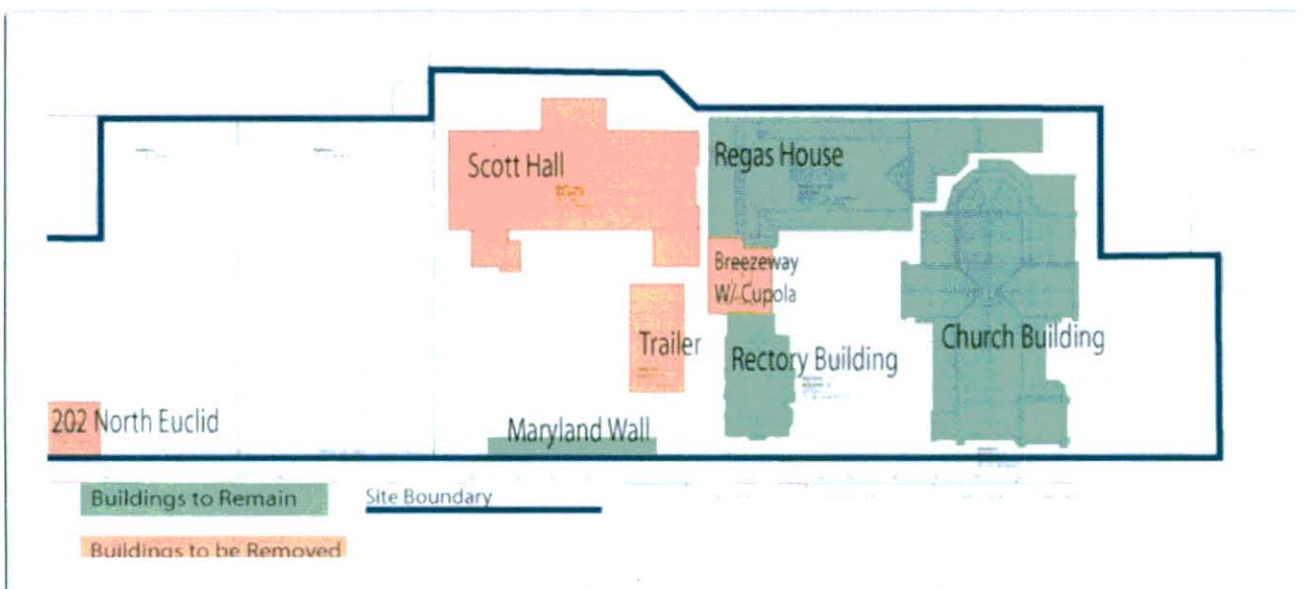 Scott Hall
Regas House
Breezeway
W/ Cupola
Trailer
Rectory Building
Church Building
202 North Euclid
Maryland Wall
Buildings to Remain
Site Boundary
Buildings to be Removed